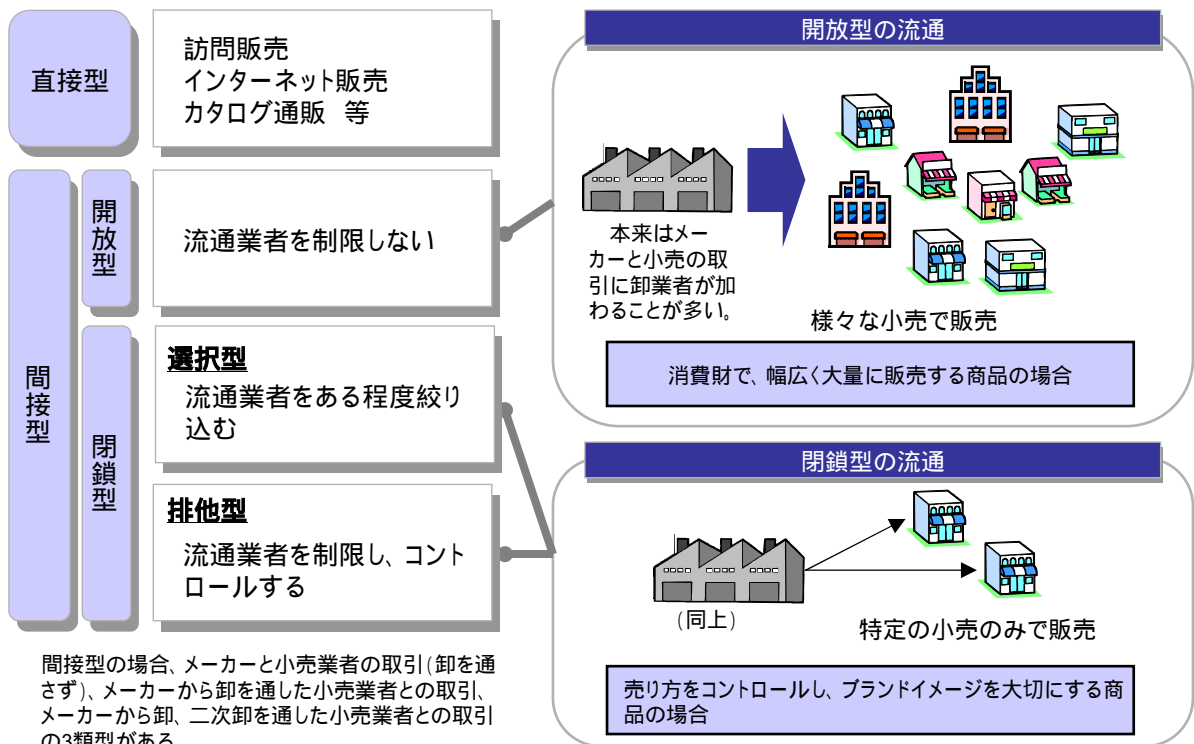 直接型
訪問販売
インターネット販売
カタログ通販 等
間接型
開放型
流通業者を制限しない
閉鎖型
選択型
流通業者をある程度絞り
込む
排他型
流通業者を制限し、コント
ロールする
間接型の場合、メーカーと小売業者の取引(卸を通
さず)、メーカーから卸を通した小売業者との取引、
メーカーから卸、二次卸を通した小売業者との取引
の3類型がある
開放型の流通
本来はメー
カーと小売の取
引に卸業者が加
わることが多い。
様々な小売で販売
消費財で、幅広く大量に販売する商品の場合
閉鎖型の流通
(同上)
特定の小売のみで販売
売り方をコントロールし、ブランドイメージを大切にする商
品の場合